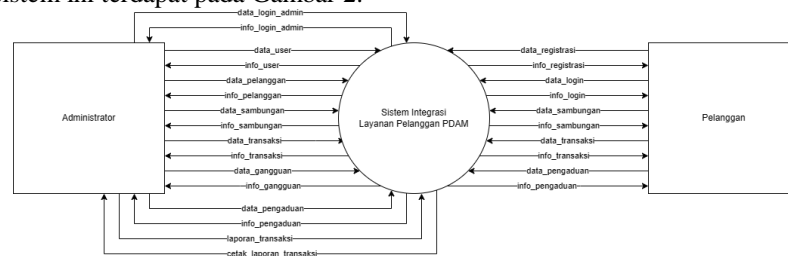 sistem ini terdapat pada Gambar 2.
data_login_admin
info_login_admin
data_user
info_user
data_pelanggan
info_pelanggan
data_sambungan
info_sambungan
data_transaksi
info_transaksi
data_gangguan
info_gangguan
data_pengaduan
info_pengaduan
laporan_transaksi
cetak_laporan_transaksi
Administrator
Sistem Integrasi
Layanan Pelanggan PDAM
data_registrasi
info_registrasi
data_login
info_login
data_sambungan
info_sambungan
data_transaksi
info_transaksi
data_pengaduan
info_pengaduan
Pelanggan